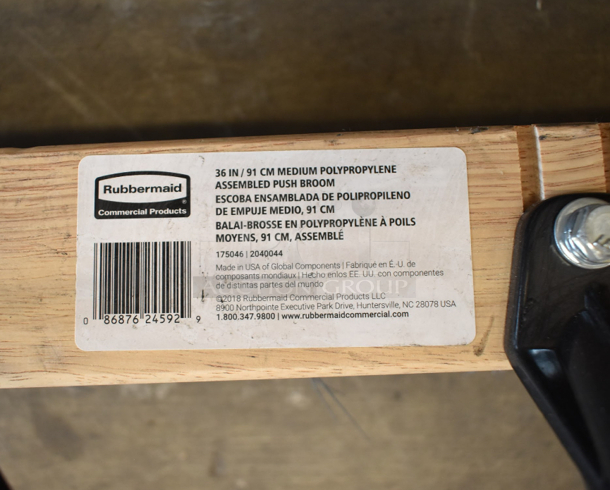 Rubbermaid
Commercial Products
36 IN / 91 CM MEDIUM POLYPROPYLENE
ASSEMBLED PUSH BROOM
ESCOBA ENSAMBLADA DE POLIPROPILENO
DE EMPUJE MEDIO, 91 CM
BALAI-BROSSE EN POLYPROPYLÈNE À POILS
MOYENS, 91 CM, ASSEMBLÉ
175046 | 2040044
Made in USA of Global Components | Fabriqué en É.-U. de
composants mondiaux | Hecho enlos EE. UU. con componentes
de distintas partes del mundo
©2018 Rubbermaid Commercial Products LLC
8900 Northpointe Executive Park Drive, Huntersville, NC 28078 USA
1.800.347.9800 | www.rubbermaidcommercial.com
0 86876 24592 9
GROUP